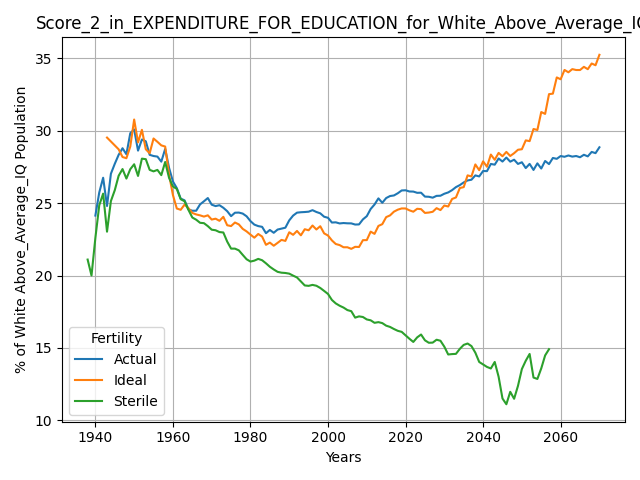 Score_2_in_EXPENDITURE_FOR_EDUCATION_for_White_Above_Average_IQ
% of White Above_Average_IQ Population
35
30
25
20
15
10
Fertility
Actual
Ideal
Sterile
1940 1960 1980 2000 2020 2040 2060
Years